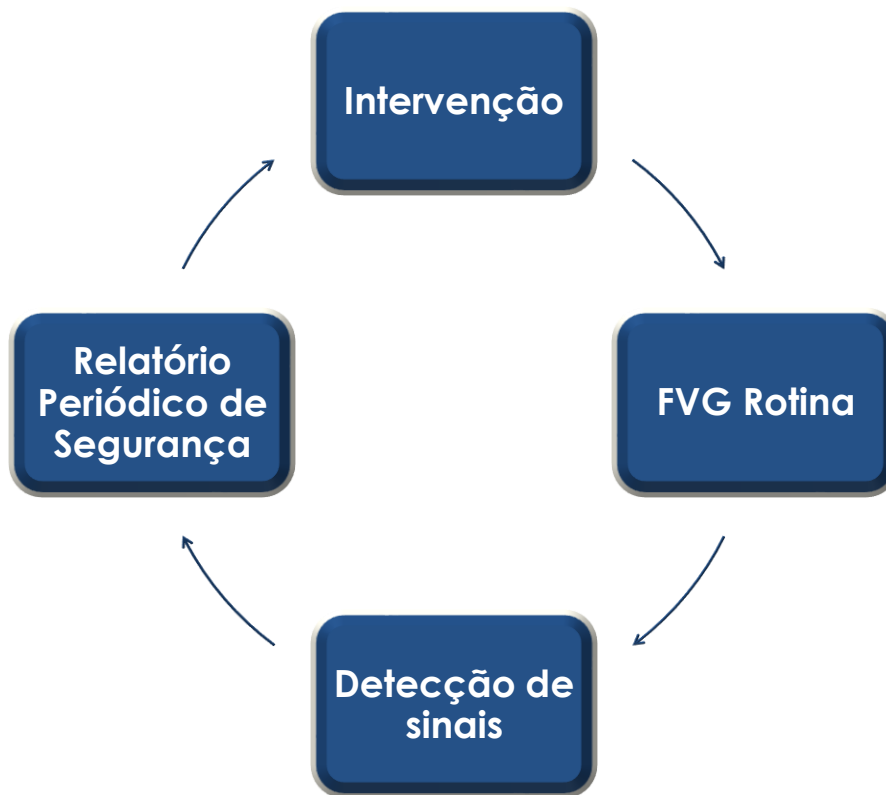 Intervenção
Relatório
Periódico de
Segurança
FVG Rotina
Detecção de
sinais